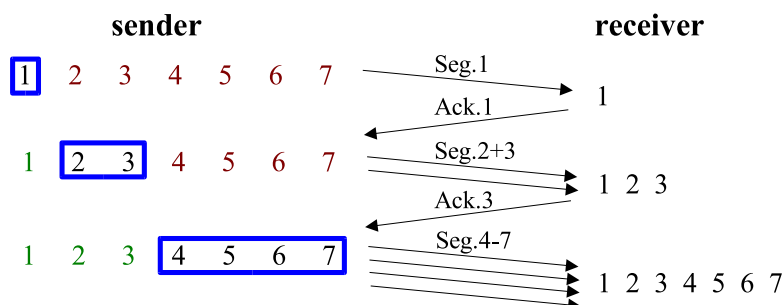 sender receiver
1 2 3 4 5 6 7 Seg.1
1
Ack.1
1 2 3 4 5 6 7 Seg.2+3
1 2 3
Ack.3
1 2 3 4 5 6 7 Seg.4-7
1 2 3 4 5 6 7